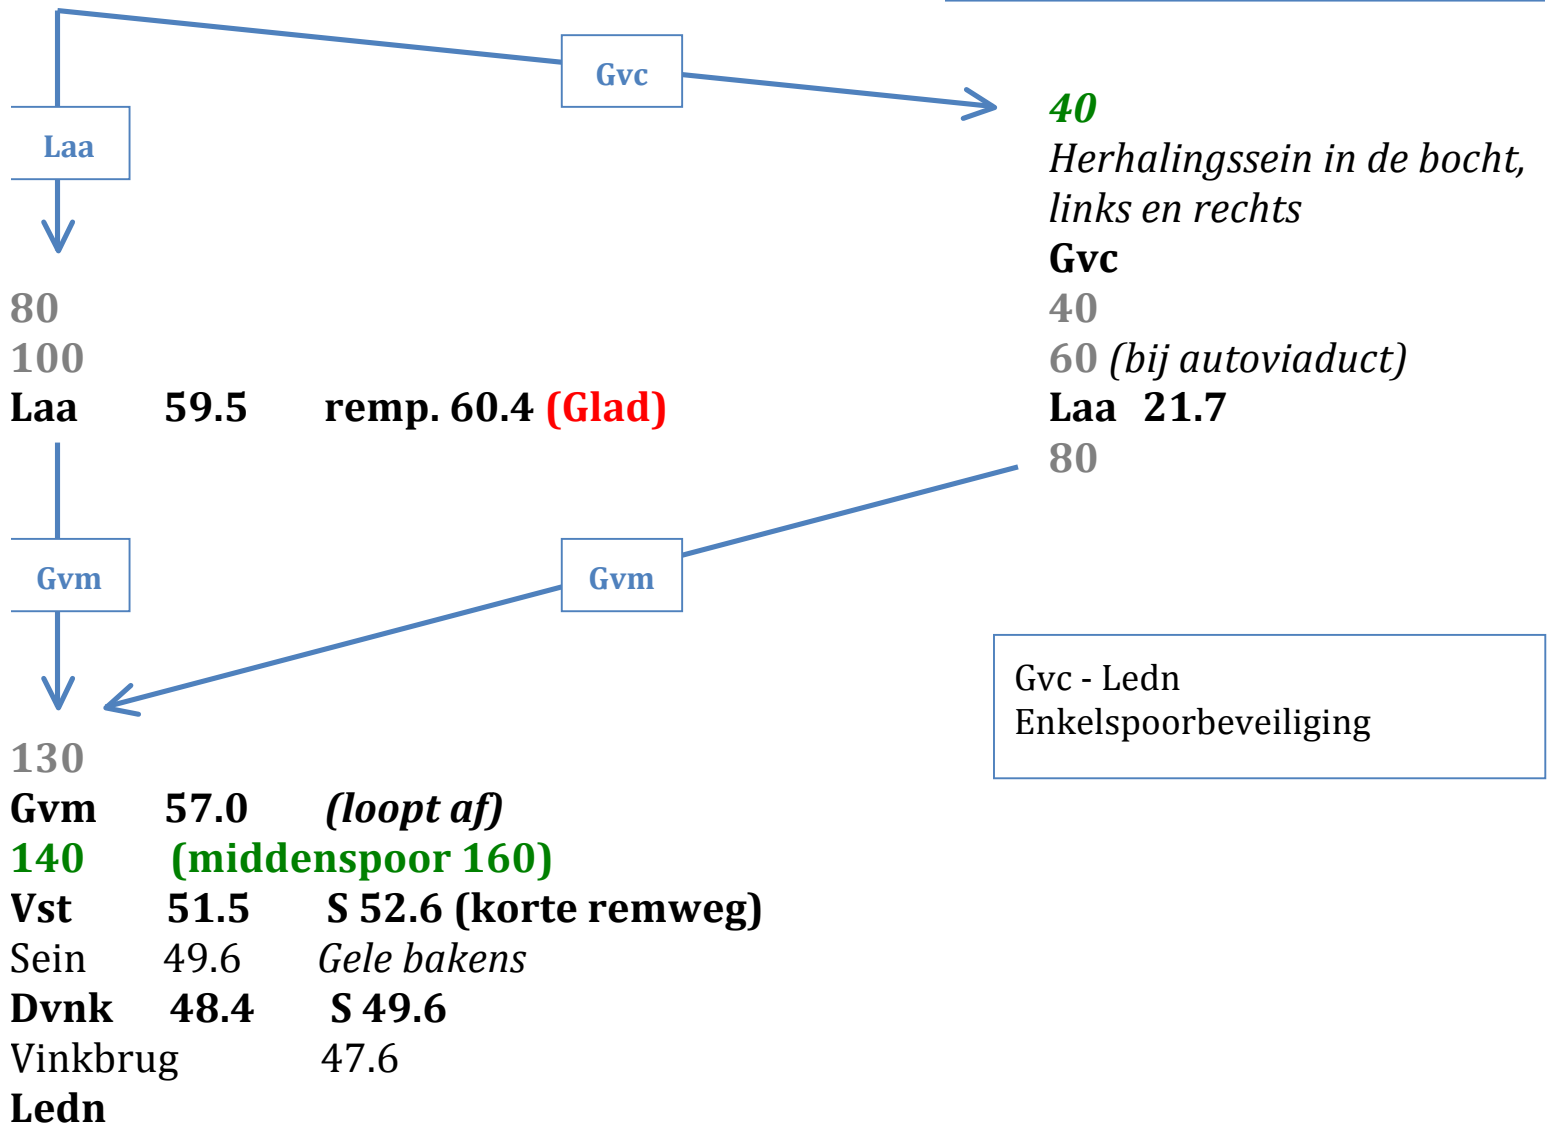 Gvc
Laa
40
Herhalingssein in de bocht,
links en rechts
Gvc
40
60 (bij autoviaduct)
Laa 21.7
80
80
100
Laa 59.5 remp. 60.4 (Glad)
Gvm
Gvm
Gvc - Ledn
Enkelspoorbeveiliging
130
Gvm 57.0 (loopt af)
140 (middenspoor 160)
Vst 51.5 S 52.6 (korte remweg)
Sein 49.6 Gele bakens
Dvnk 48.4 S 49.6
Vinkbrug 47.6
Ledn